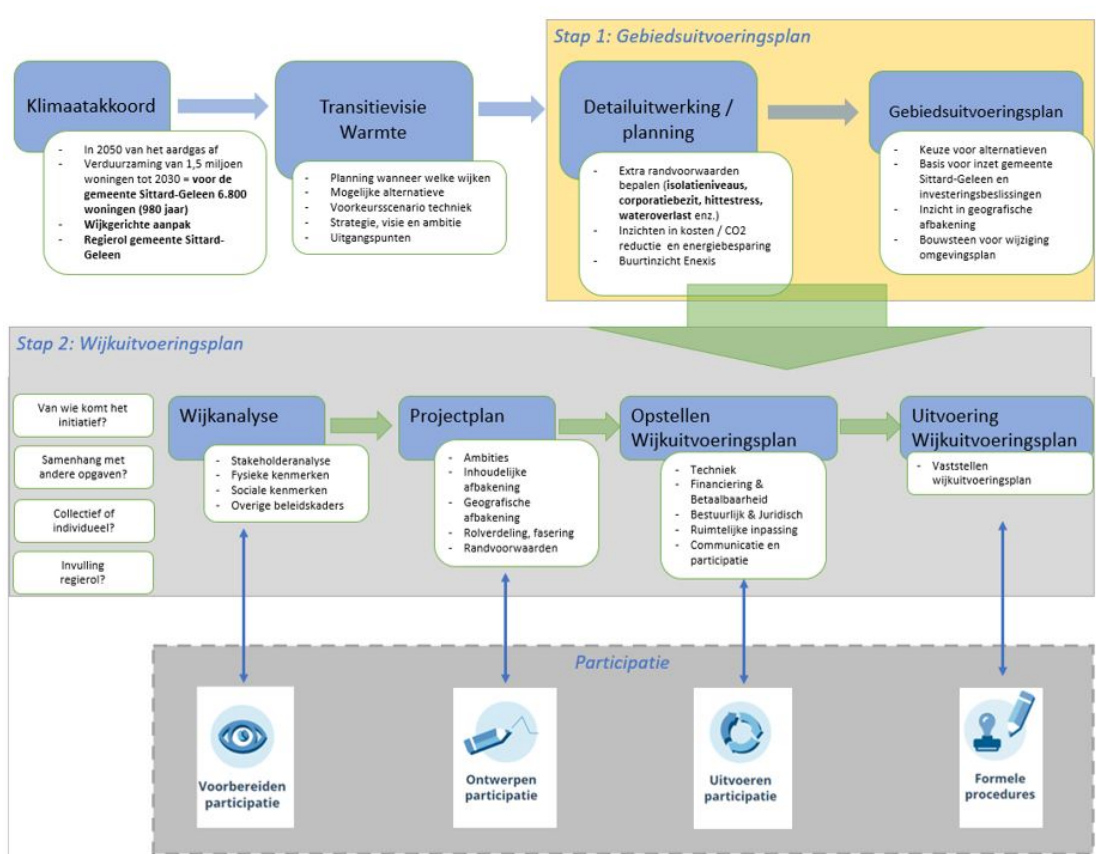 Stap 1: Gebiedsuitvoeringsplan
Klimaatakkoord
- In 2050 van het aardgas af
- Verduurzaming van 1,5 miljoen
woningen tot 2030 = voor de
gemeente Sittard-Geleen 6.800
woningen (980 jaar)
- Wijkgerichte aanpak
- Regierol gemeente Sittard-
Geleen
Transitievisie
Warmte
- Planning wanneer welke wijken
- Mogelijke alternatieve
- Voorkeursscenario techniek
- Strategie, visie en ambitie
- Uitgangspunten
Detailuitwerking /
planning
- Extra randvoorwaarden
bepalen (isolatieniveaus,
corporatiebezit, hittestress,
wateroverlast enz.)
- Inzichten in kosten / CO2
reductie en energiebesparing
- Buurtinzicht Enexis
Gebiedsuitvoeringsplan
- Keuze voor alternatieven
- Basis voor inzet gemeente
Sittard-Geleen en
investeringsbeslissingen
- Inzicht in geografische
afbakening
- Bouwsteen voor wijziging
omgevingsplan
Stap 2: Wijkuitvoeringsplan
Van wie komt het
initiatief?
Samenhang met
andere opgaven?
Collectief of
individueel?
Invulling
regierol?
Wijkanalyse
- Stakeholderanalyse
- Fysieke kenmerken
- Sociale kenmerken
- Overige beleidskaders
Projectplan
- Ambities
- Inhoudelijke
afbakening
- Geografische
afbakening
- Rolverdeling, fasering
- Randvoorwaarden
Opstellen
Wijkuitvoeringsplan
- Techniek
- Financiering &
Betaalbaarheid
- Bestuurlijk & Juridisch
- Ruimtelijke inpassing
- Communicatie en
participatie
Uitvoering
Wijkuitvoeringsplan
- Vaststellen
wijkuitvoeringsplan
Participatie
Voorbereiden
participatie
Ontwerpen
participatie
Uitvoeren
participatie
Formele
procedures